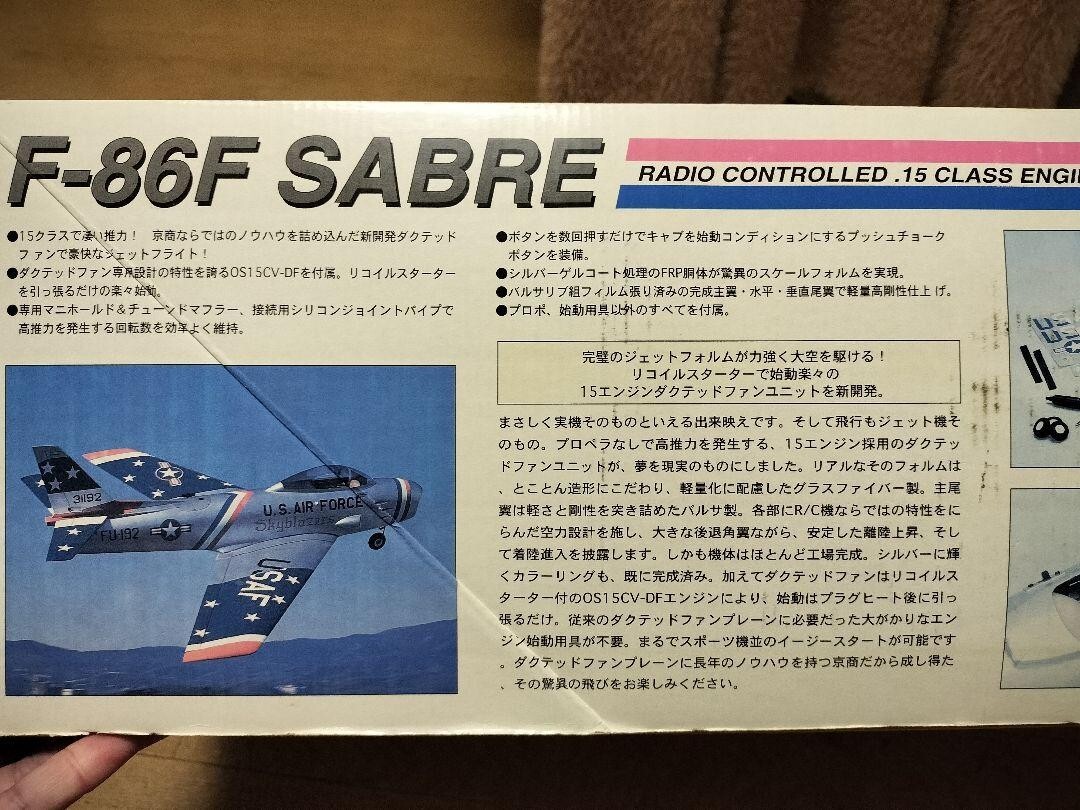 F-86F SABRE
RADIO CONTROLLED .15 CLASS
●15クラスで凄い推力！ 京商ならではのノウハウを詰め込んだ新開発ダクテッド
ファンで豪快なジェットフライト！
●ダクテッドファン専用設計の特性を誇るOS15CV-DFを付属。リコイルスターター
を引っ張るだけの楽々始動。
●専用マニホールド＆チューンドマフラー、接続用シリコンジョイントパイプで
高推力を発生する回転数を効率よく維持。
●ボタンを数回押すだけでキャブを始動コンディションにするプッシュチョーク
ボタンを装備。
●シルバーゲルコート処理のFRP胴体が驚異のスケールフォルムを実現。
●バルサリブ組フィルム張り済みの完成主翼・水平・垂直尾翼で軽量高剛性仕上 げ。
●プロポ、始動用具以外のすべてを付属。
完璧のジェットフォルムが力強く大空を駆ける！
リコイルスターターで始動楽々の
15エンジンダクテッドファンユニットを新開発。
まさしく実機そのものといえる出来映えです。そして飛行もジェット機そ
のもの。プロペラなしで高推力を発生する、15エンジン採用のダクテッ
ドファンユニットが、夢を現実のものにしました。リアルなそのフォルムは
、とことん造形にこだわり、軽量化に配慮したグラスファイバー製。主尾
翼は軽さと剛性を突き詰めたバルサ製。各部にR/C機ならではの特性をに
らんだ空力設計を施し、大きな後退角翼ながら、安定した離陸上昇、そし
て着陸進入を披露します。しかも機体はほとんど工場完成。シルバーに輝
くカラーリングも、既に完成済み。加えてダクテッドファンはリコイルス
ターター付のOS15CV-DFエンジンにより、始動はプラグヒート後に引っ
張るだけ。従来のダクテッドファンプレーンに必要だった大がかりなエン
ジン始動用具が不要。まるでスポーツ機並のイージースタートが可能です
。ダクテッドファンプレーンに長年のノウハウを持つ京商だから成し得た
、その驚異の飛びをお楽しみください。
31192
U.S. AIR FORCE
Skyblazers
FU-192
USAF